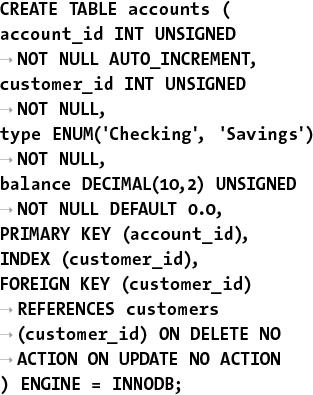 CREATE TABLE accounts (
account_id INT UNSIGNED
→ NOT NULL AUTO_INCREMENT,
customer_id INT UNSIGNED
→ NOT NULL,
type ENUM('Checking', 'Savings')
→ NOT NULL,
balance DECIMAL(10,2) UNSIGNED
→ NOT NULL DEFAULT 0.0,
PRIMARY KEY (account_id),
INDEX (customer_id),
FOREIGN KEY (customer_id)
→ REFERENCES customers
→ (customer_id) ON DELETE NO
→ ACTION ON UPDATE NO ACTION
) ENGINE = INNODB;